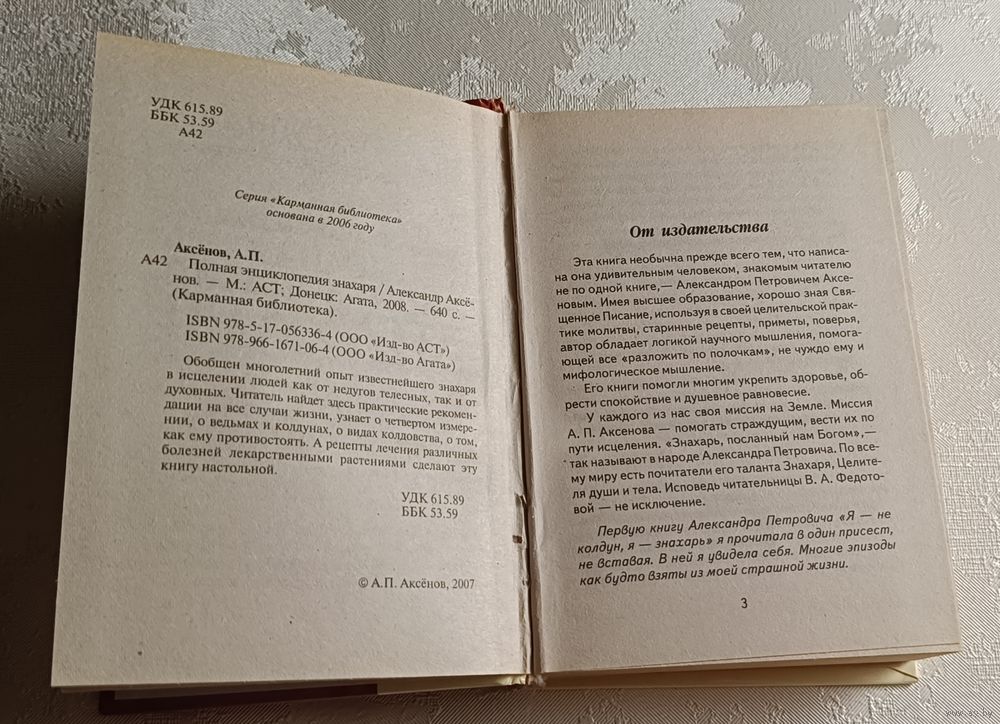 УДК 615.89
ББК 53.59
А42
Серия «Карманная библиотека»
основана в 2006 году
Аксёнов, А.П.
А42 Полная энциклопедия знахаря / Александр Аксё-
нов. — М.: АСТ; Донецк: Агата, 2008. — 640 с. —
(Карманная библиотека).
ISBN 978-5-17-056336-4 (ООО «Изд-во АСТ»)
ISBN 978-966-1671-06-4 (ООО «Изд-во Агата»)
Обобщен многолетний опыт известнейшего знахаря
в исцелении людей как от недугов телесных, так и от
духовных. Читатель найдет здесь практические рекомен-
дации на все случаи жизни, узнает о четвертом измере-
нии, о ведьмах и колдунах, о видах колдовства, о том,
как ему противостоять. А рецепты лечения различных
болезней лекарственными растениями сделают эту
книгу настольной.
УДК 615.89
ББК 53.59
© А.П. Аксёнов, 2007
От издательства
Эта книга необычна прежде всего тем, что написа-
на она удивительным человеком, знакомым читателю
не по одной книге,— Александром Петровичем Аксе-
новым. Имея высшее образование, хорошо зная Свя-
щенное Писание, используя в своей целительской прак-
тике молитвы, старинные рецепты, приметы, поверья,
автор обладает логикой научного мышления, помога-
ющей все «разложить по полочкам», не чуждо ему и
мифологическое мышление.
Его книги помогли многим укрепить здоровье, об-
рести спокойствие и душевное равновесие.
У каждого из нас своя миссия на Земле. Миссия
А. П. Аксенова — помогать страждущим, вести их по
пути исцеления. «Знахарь, посланный нам Богом»,—
так называют в народе Александра Петровича. По все-
му миру есть почитатели его таланта Знахаря, Целите-
ля души и тела. Исповедь читательницы В. А. Федото-
вой — не исключение.
Первую книгу Александра Петровича «Я — не
колдун, я — знахарь» я прочитала в один присест,
не вставая. В ней я увидела себя. Многие эпизоды
как будто взяты из моей страшной жизни.
3